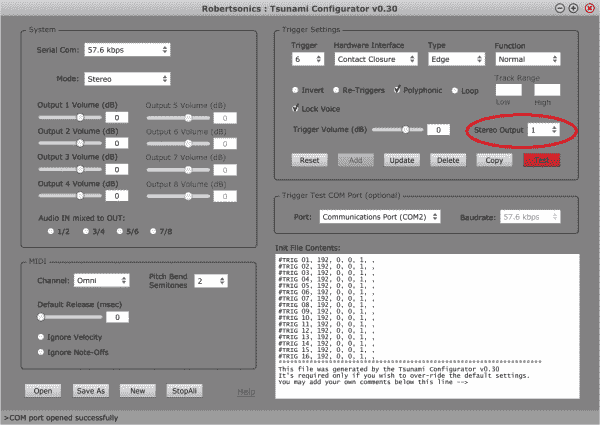 Robertsonics : Tsunami Configurator v0.30
System
Serial Com: 57.6 kbps
Mode: Stereo
Output 1 Volume (dB) 0 Output 5 Volume (dB) 0
Output 2 Volume (dB) 0 Output 6 Volume (dB) 0
Output 3 Volume (dB) 0 Output 7 Volume (dB) 0
Output 4 Volume (dB) 0 Output 8 Volume (dB) 0
Audio IN mixed to OUT:
1/2 3/4 5/6 7/8
MIDI
Channel: Omni Pitch Bend Semitones 2
Default Release (msec)
0
Ignore Velocity
Ignore Note-Offs
Open Save As New StopAll Help
Trigger Settings
Trigger Hardware Interface Type Function
6 Contact Closure Edge Normal
Invert Re-Triggers Polyphonic Loop Track Range
Low High
Lock Voice
Trigger Volume (dB) 0 Stereo Output 1
Reset Add Update Delete Copy Test
Trigger Test COM Port (optional)
Port: Communications Port (COM2) Baudrate: 57.6 kbps
Init File Contents:
#TRIG 01, 192, 0, 0, 1, ,
#TRIG 02, 192, 0, 0, 1, ,
#TRIG 03, 192, 0, 0, 1, ,
#TRIG 04, 192, 0, 0, 1, ,
#TRIG 05, 192, 0, 0, 1, ,
#TRIG 06, 192, 0, 0, 1, ,
#TRIG 07, 192, 0, 0, 1, ,
#TRIG 08, 192, 0, 0, 1, ,
#TRIG 09, 192, 0, 0, 1, ,
#TRIG 10, 192, 0, 0, 1, ,
#TRIG 11, 192, 0, 0, 1, ,
#TRIG 12, 192, 0, 0, 1, ,
#TRIG 13, 192, 0, 0, 1, ,
#TRIG 14, 192, 0, 0, 1, ,
#TRIG 15, 192, 0, 0, 1, ,
#TRIG 16, 192, 0, 0, 1, ,
This file was generated by the Tsunami Configurator v0.30
It's required only if you wish to over-ride the default settings.
You may add your own comments below this line -->
>COM port opened successfully